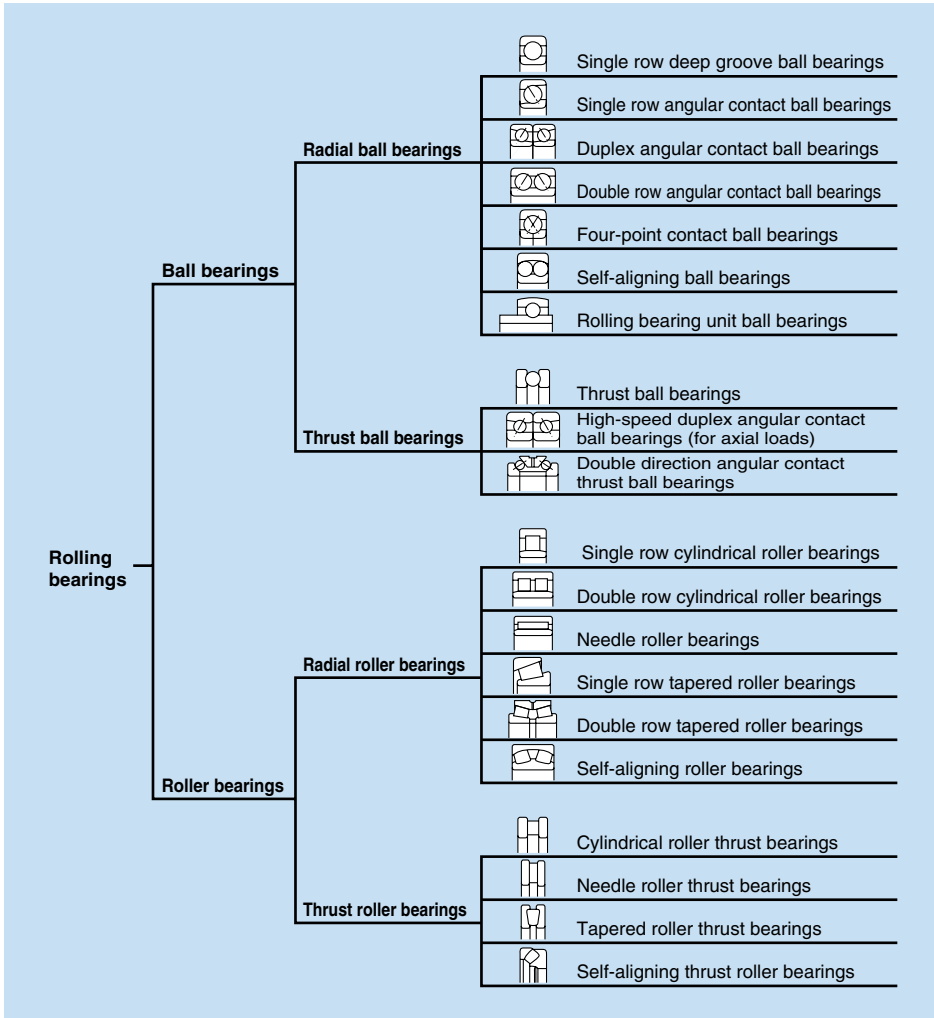 Single row deep groove ball bearings
Single row angular contact ball bearings
Radial ball bearings
Duplex angular contact ball bearings
Double row angular contact ball bearings
Four-point contact ball bearings
Ball bearings
Self-aligning ball bearings
Rolling bearing unit ball bearings
Thrust ball bearings
High-speed duplex angular contact
ball bearings (for axial loads)
Thrust ball bearings
Double direction angular contact
thrust ball bearings
Rolling
bearings
Single row cylindrical roller bearings
Double row cylindrical roller bearings
Needle roller bearings
Radial roller bearings
Single row tapered roller bearings
Double row tapered roller bearings
Self-aligning roller bearings
Roller bearings
Cylindrical roller thrust bearings
Needle roller thrust bearings
Thrust roller bearings
Tapered roller thrust bearings
Self-aligning thrust roller bearings